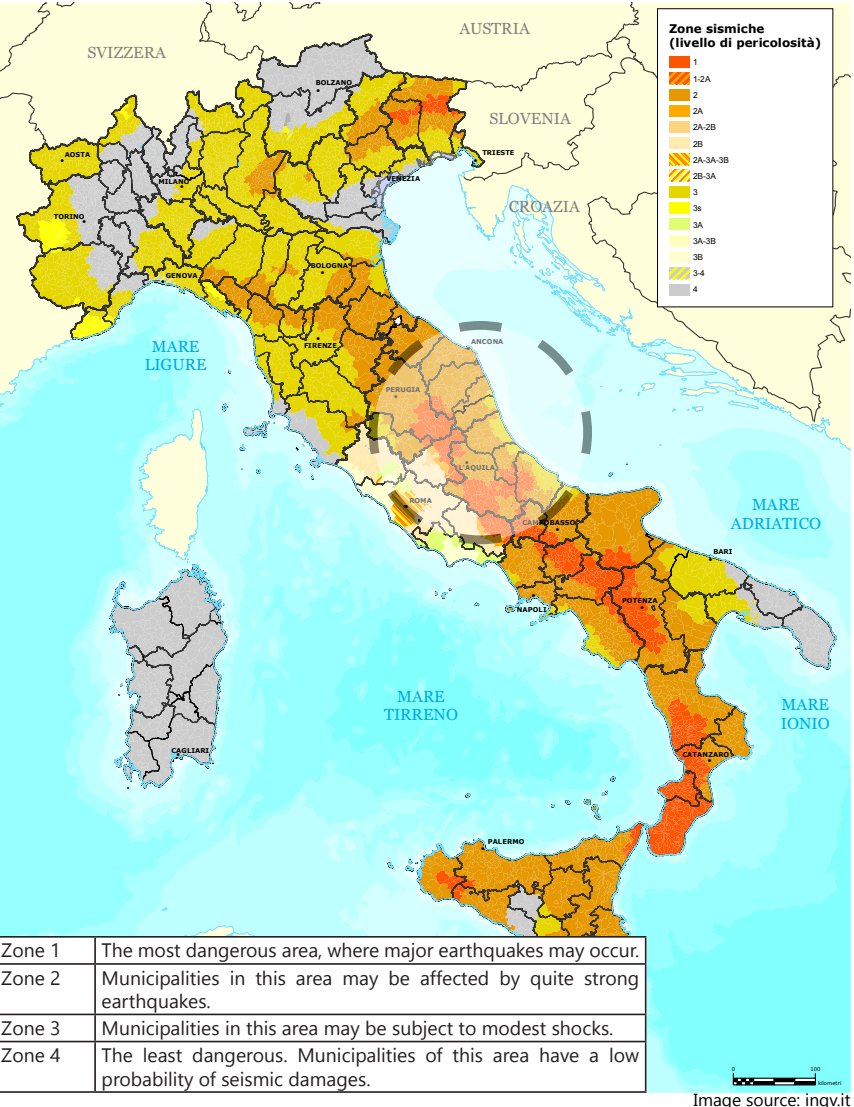 AUSTRIA
SVIZZERA
BOLZANO
SLOVENIA
TRIESTE
AOSTA
MILANO
VENEZIA
CROAZIA
TORINO
BOLOGNA
GENOVA
MARE
LIGURE
FIRENZE
ANCONA
PERUGIA
L'AQUILA
ROMA
CAMPOBASSO
MARE
ADRIATICO
BARI
NAPOLI
POTENZA
MARE
TIRRENO
MARE
IONIO
CAGLIARI
CATANZARO
PALERMO
Zone sismiche
(livello di pericolosità)
1
1-2A
2
2A
2A-2B
2B
2A-3A-3B
2B-3A
3
3s
3A
3A-3B
3B
3-4
4
Zone 1 The most dangerous area, where major earthquakes may occur.
Zone 2 Municipalities in this area may be affected by quite strong
earthquakes.
Zone 3 Municipalities in this area may be subject to modest shocks.
Zone 4 The least dangerous. Municipalities of this area have a low
probability of seismic damages.
0 100
kilometri
Image source: ingv.it